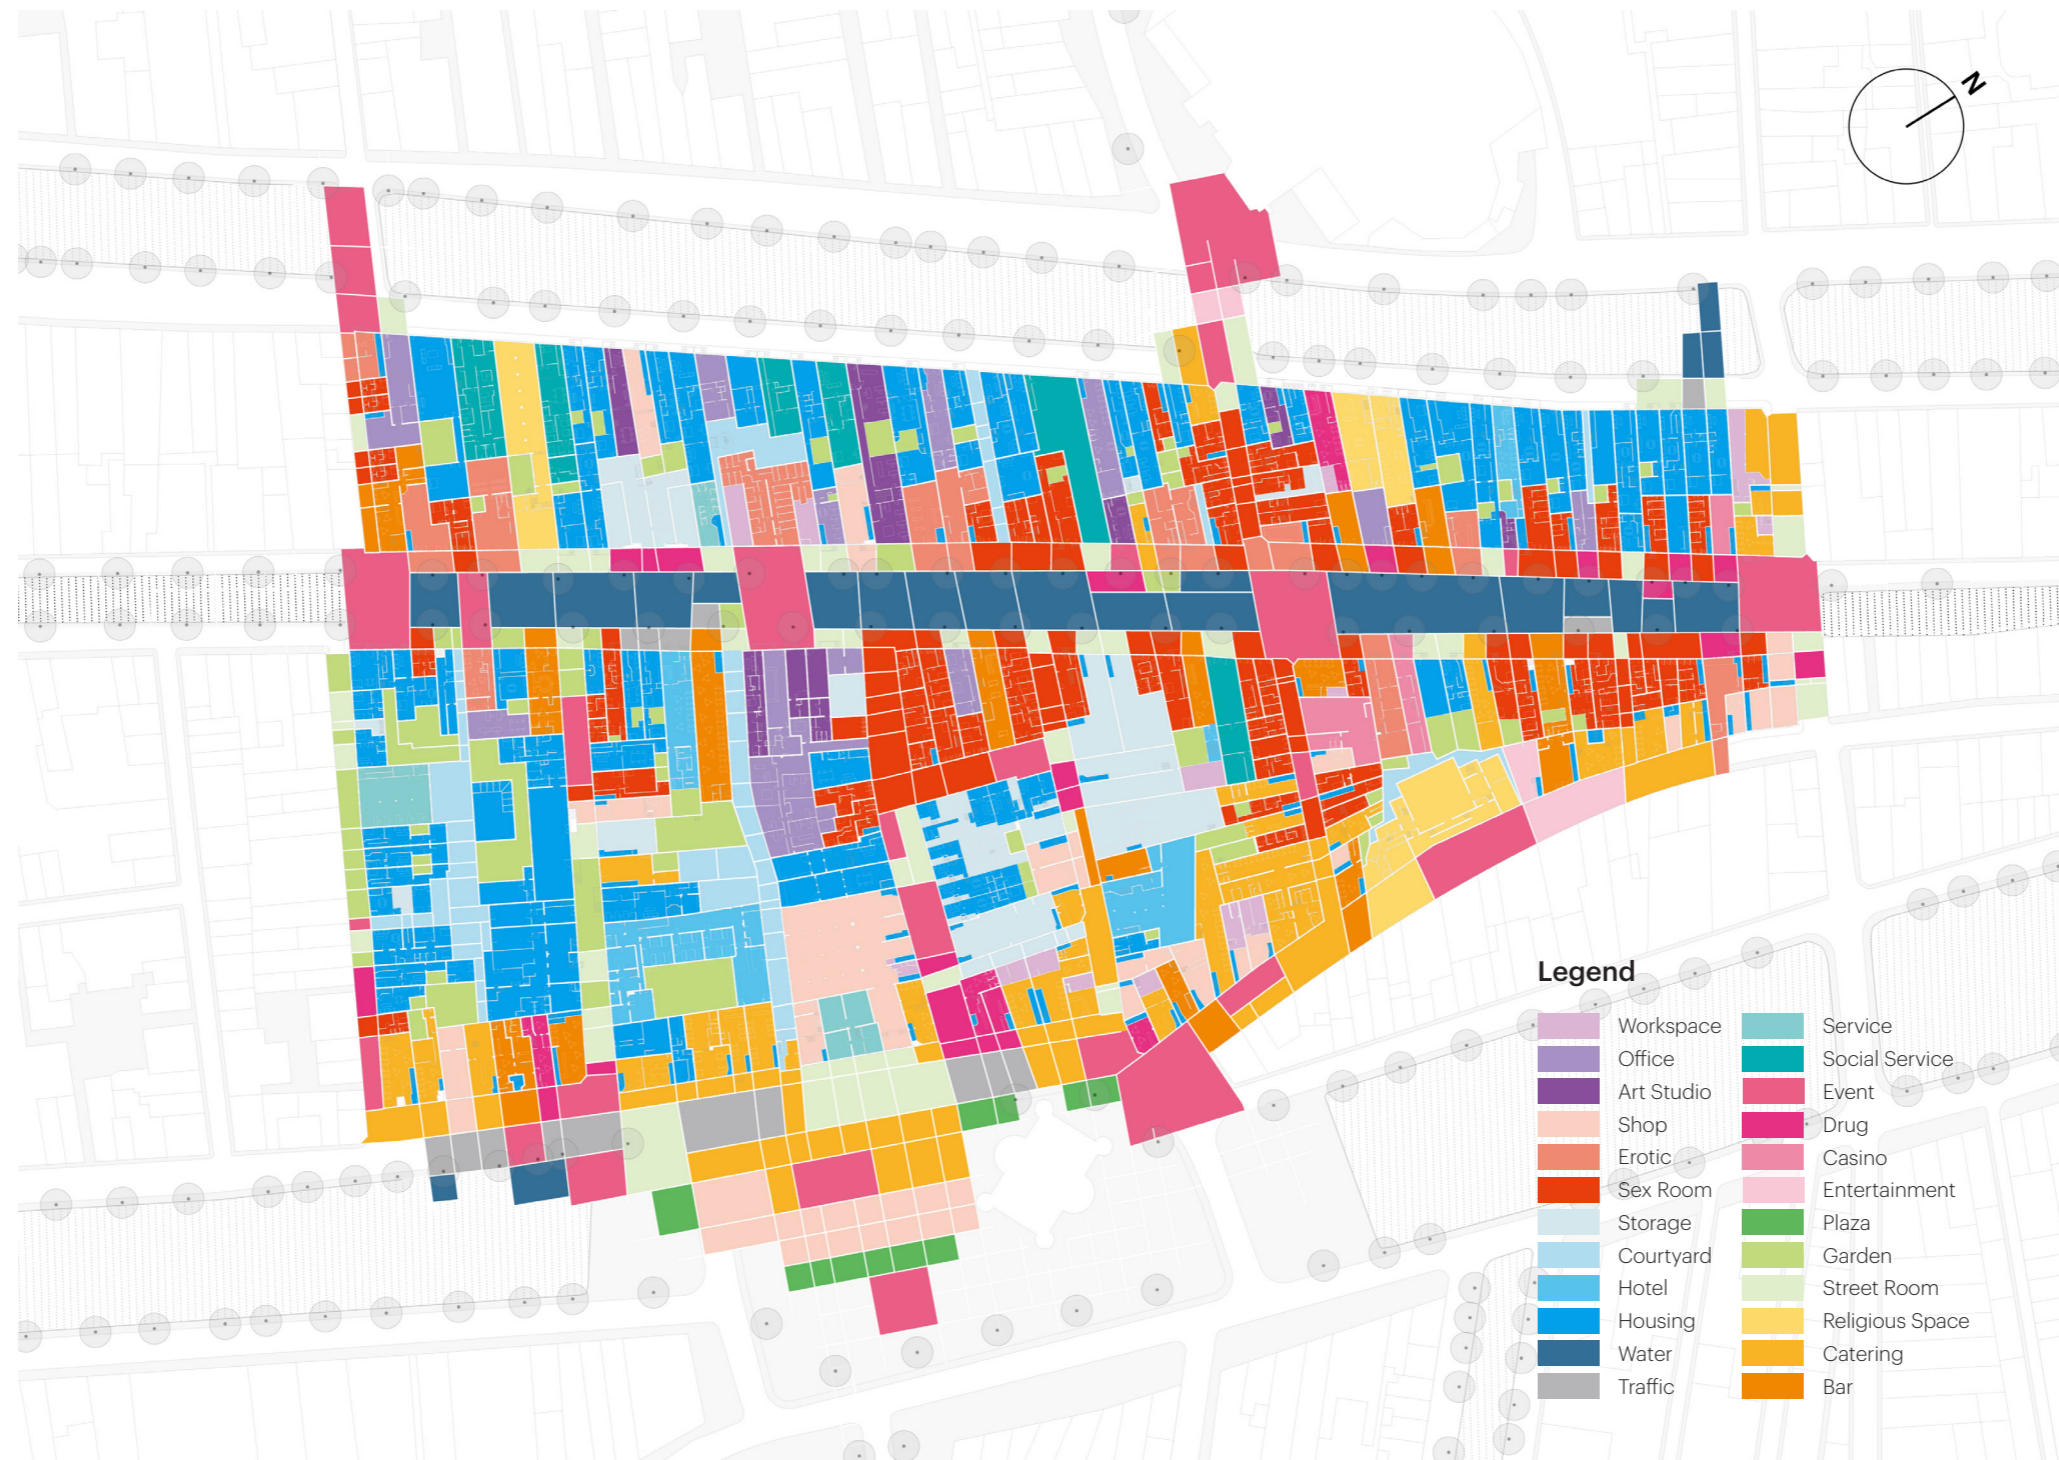 N
Legend
Workspace
Office
Art Studio
Shop
Erotic
Sex Room
Storage
Courtyard
Hotel
Housing
Water
Traffic
Service
Social Service
Event
Drug
Casino
Entertainment
Plaza
Garden
Street Room
Religious Space
Catering
Bar